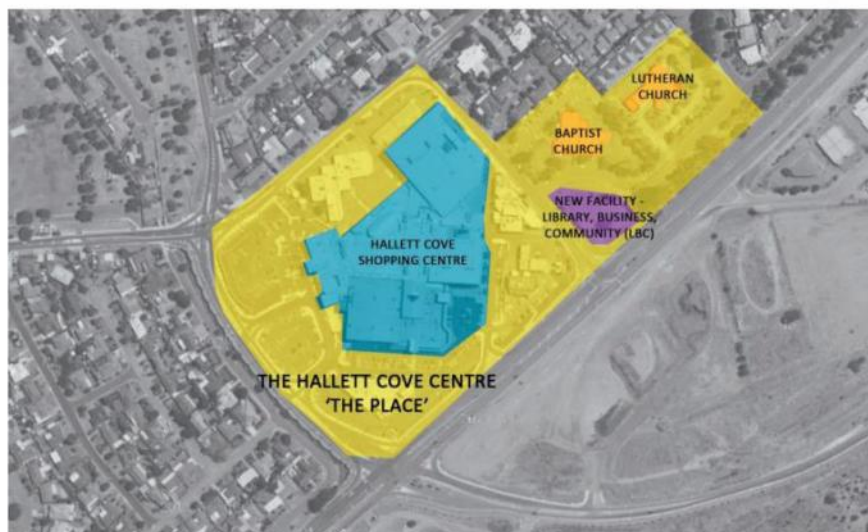 LUTHERAN
CHURCH
BAPTIST
CHURCH
NEW FACILITY -
LIBRARY, BUSINESS,
COMMUNITY (LBC)
HALLETT COVE
SHOPPING CENTRE
THE HALLETT COVE CENTRE
'THE PLACE'